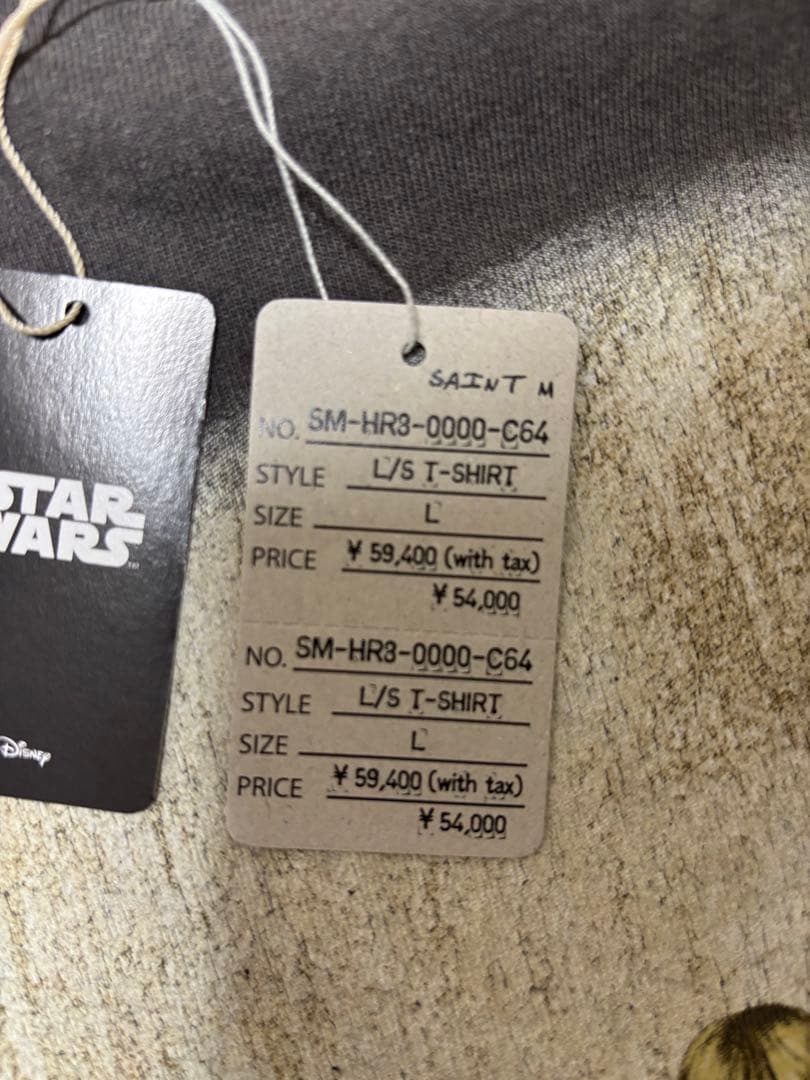 STAR
WARS™
Disney
SAINT M
NO. SM-HR3-0000-C64
STYLE L/S T-SHIRT
SIZE L
PRICE ¥ 59,400 (with tax)
¥ 54,000
NO. SM-HR3-0000-C64
STYLE L/S T-SHIRT
SIZE L
PRICE ¥ 59,400 (with tax)
¥ 54,000